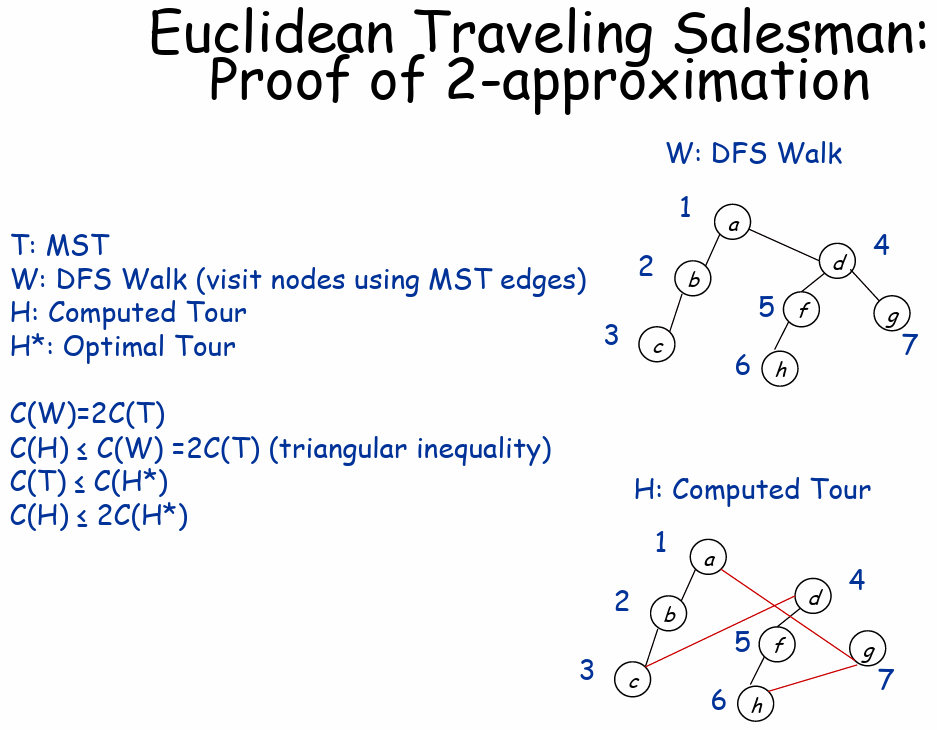 Euclidean Traveling Salesman:
Proof of 2-approximation
W: DFS Walk
1
a
4
d
2
b
5
f
g
7
3
c
6
h
T: MST
W: DFS Walk (visit nodes using MST edges)
H: Computed Tour
H*: Optimal Tour
C(W)=2C(T)
C(H) ≤ C(W) =2C(T) (triangular inequality)
C(T) ≤ C(H*)
C(H) ≤ 2C(H*)
H: Computed Tour
1
a
4
d
2
b
5
f
g
7
3
c
6
h